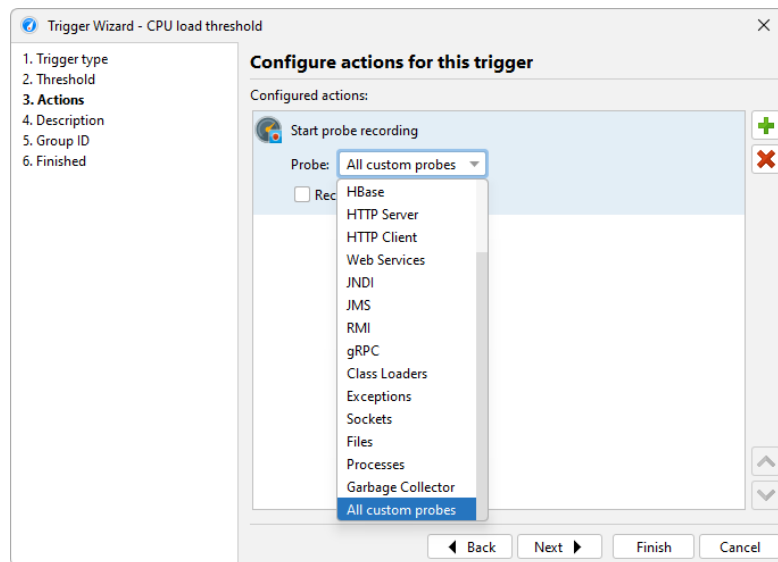 Trigger Wizard - CPU load threshold
1. Trigger type
2. Threshold
3. Actions
4. Description
5. Group ID
6. Finished
Configure actions for this trigger
Configured actions:
Start probe recording
Probe: All custom probes
Rec
HBase
HTTP Server
HTTP Client
Web Services
JNDI
JMS
RMI
gRPC
Class Loaders
Exceptions
Sockets
Files
Processes
Garbage Collector
All custom probes
Back Next Finish Cancel